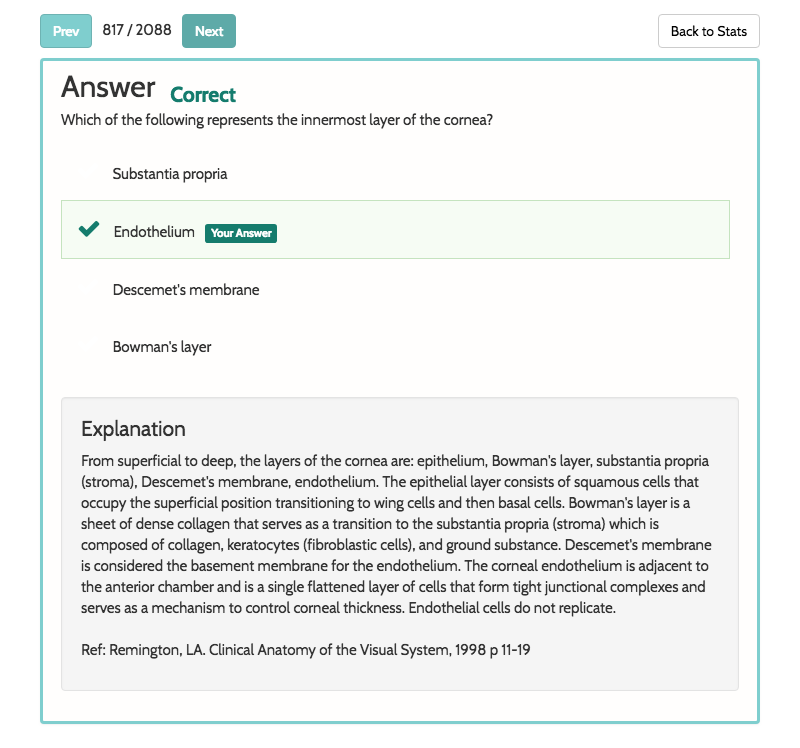 Prev 817 / 2088 Next Back to Stats
Answer Correct
Which of the following represents the innermost layer of the cornea?
Substantia propria
Endothelium Your Answer
Descemet's membrane
Bowman's layer
Explanation
From superficial to deep, the layers of the cornea are: epithelium, Bowman's layer, substantia propria
(stroma), Descemet's membrane, endothelium. The epithelial layer consists of squamous cells that
occupy the superficial position transitioning to wing cells and then basal cells. Bowman's layer is a
sheet of dense collagen that serves as a transition to the substantia propria (stroma) which is
composed of collagen, keratocytes (fibroblastic cells), and ground substance. Descemet's membrane
is considered the basement membrane for the endothelium. The corneal endothelium is adjacent to
the anterior chamber and is a single flattened layer of cells that form tight junctional complexes and
serves as a mechanism to control corneal thickness. Endothelial cells do not replicate.
Ref: Remington, LA. Clinical Anatomy of the Visual System, 1998 p 11-19